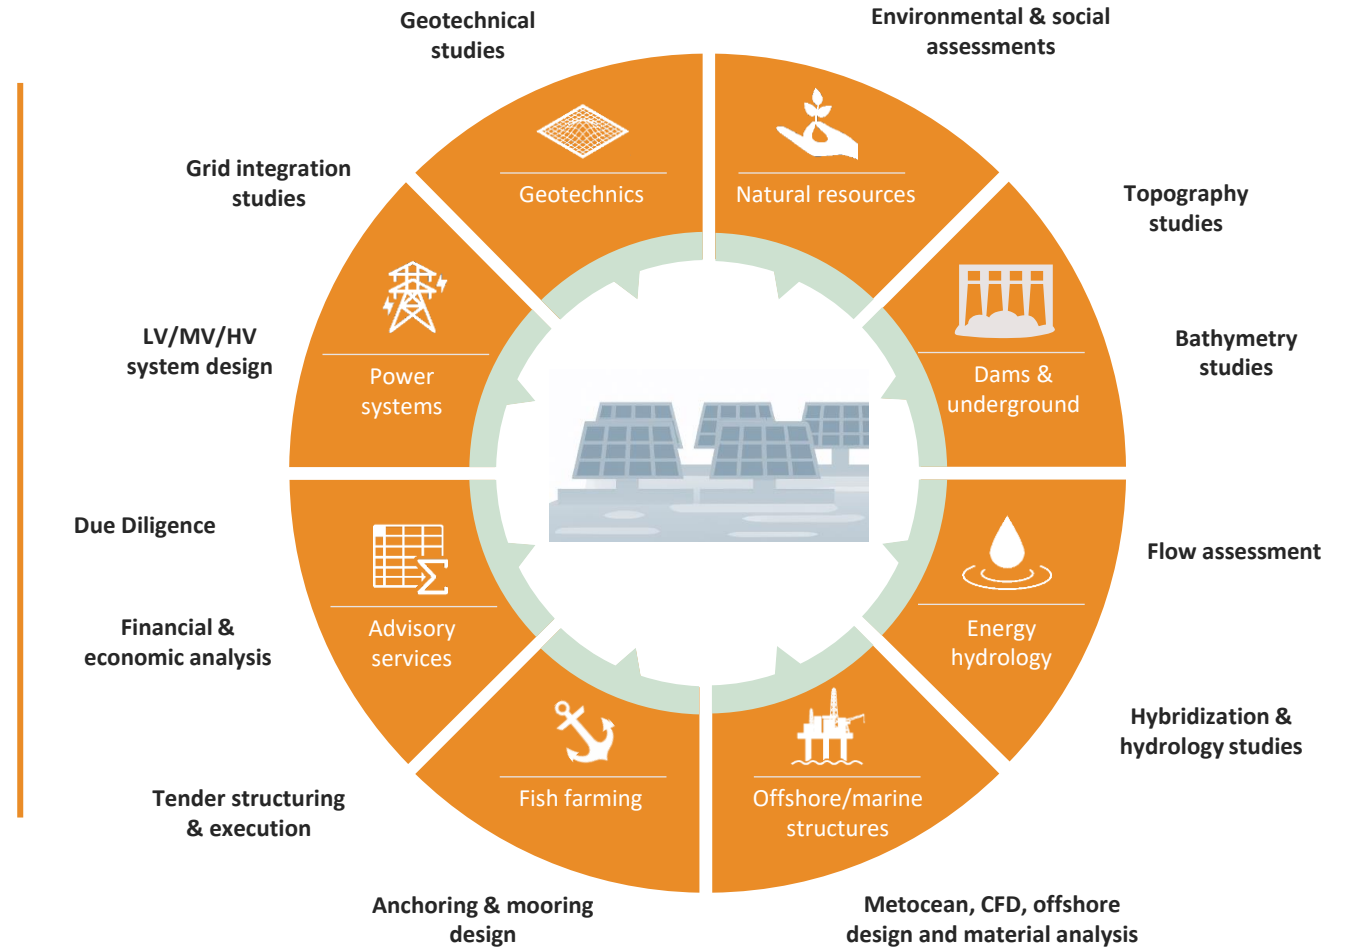 Geotechnical
studies
Environmental & social
assessments
Grid integration
studies
Geotechnics
Natural resources
Topography
studies
LV/MV/HV
system design
Power
systems
Dams &
underground
Bathymetry
studies
Due Diligence
Financial &
economic analysis
Advisory
services
Energy
hydrology
Flow assessment
Hybridization &
hydrology studies
Tender structuring
& execution
Fish farming
Offshore/marine
structures
Anchoring & mooring
design
Metocean, CFD, offshore
design and material analysis